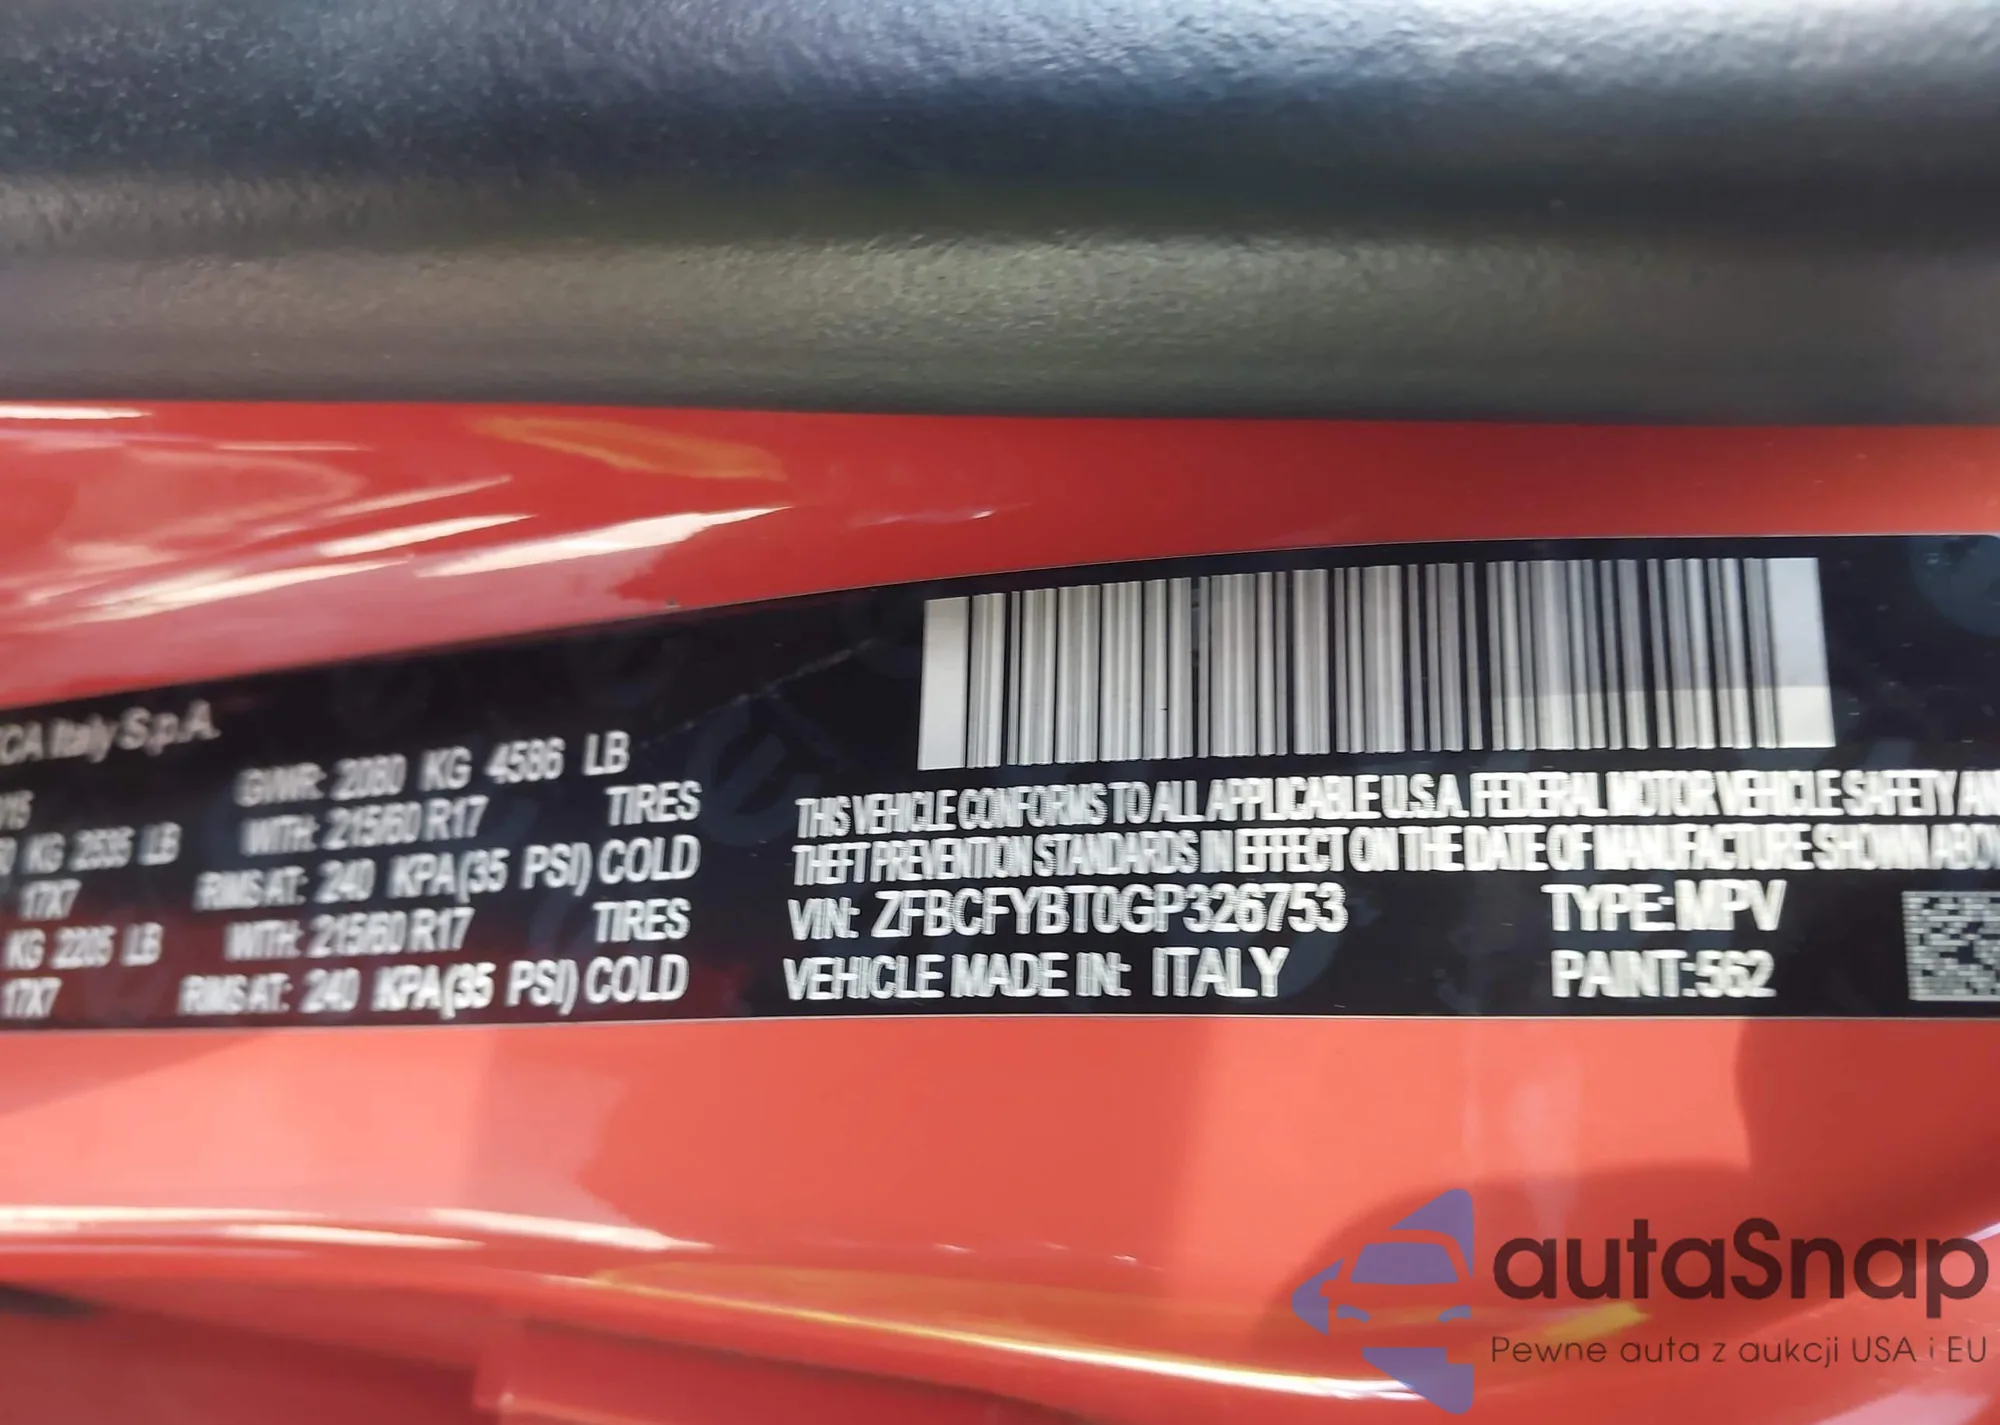 CA Italy S.p.A.
GVWR: 2080 KG 4586 LB
KG 2535 LB WITH: 215/60 R17 TIRES
17X7 RIMS AT: 240 KPA(35 PSI) COLD
KG 2205 LB WITH: 215/60 R17 TIRES
17X7 RIMS AT: 240 KPA(35 PSI) COLD
THIS VEHICLE CONFORMS TO ALL APPLICABLE U.S.A. FEDERAL MOTOR VEHICLE SAFETY AN
THEFT PREVENTION STANDARDS IN EFFECT ON THE DATE OF MANUFACTURE SHOWN ABOV
VIN: ZFBCFYBT0GP326753 TYPE: MPV
VEHICLE MADE IN: ITALY PAINT:562
autaSnap
Pewne auta z aukcji USA i EU